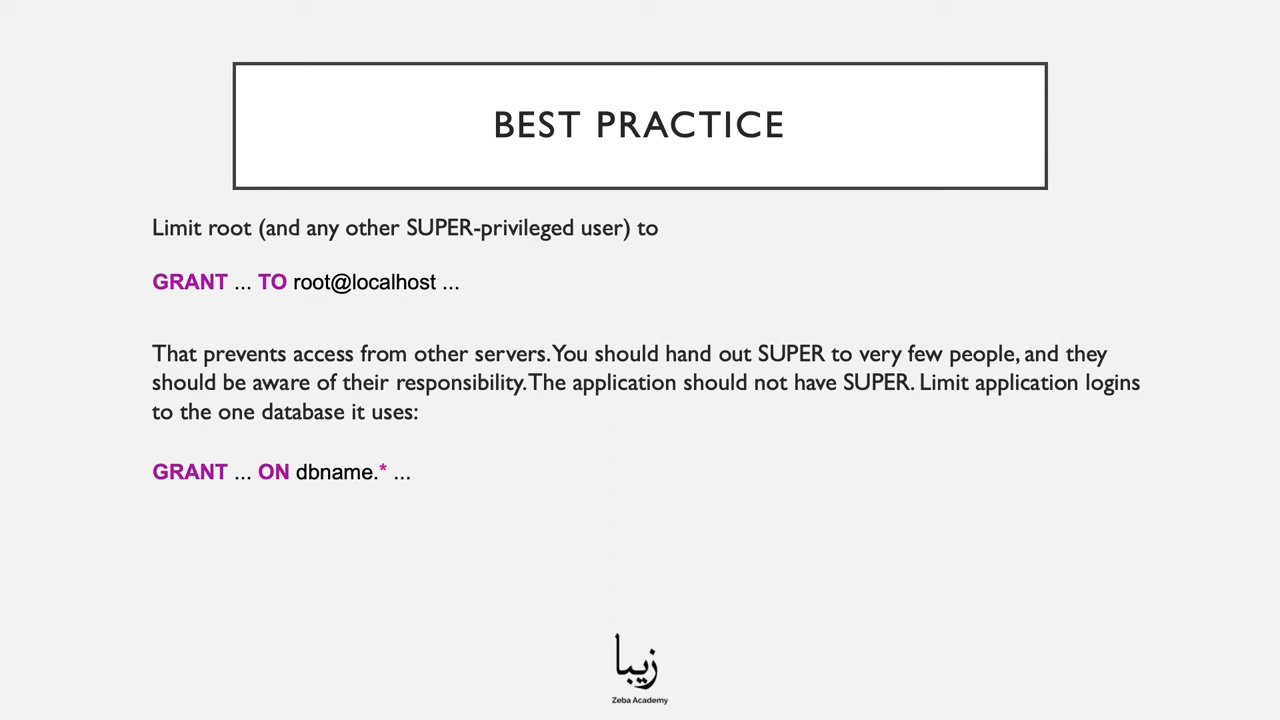 BEST PRACTICE
Limit root (and any other SUPER-privileged user) to
GRANT ... TO root@localhost ...
That prevents access from other servers. You should hand out SUPER to very few people, and they
should be aware of their responsibility. The application should not have SUPER. Limit application logins
to the one database it uses:
GRANT ... ON dbname.* ...
زیبا
Zeba Academy